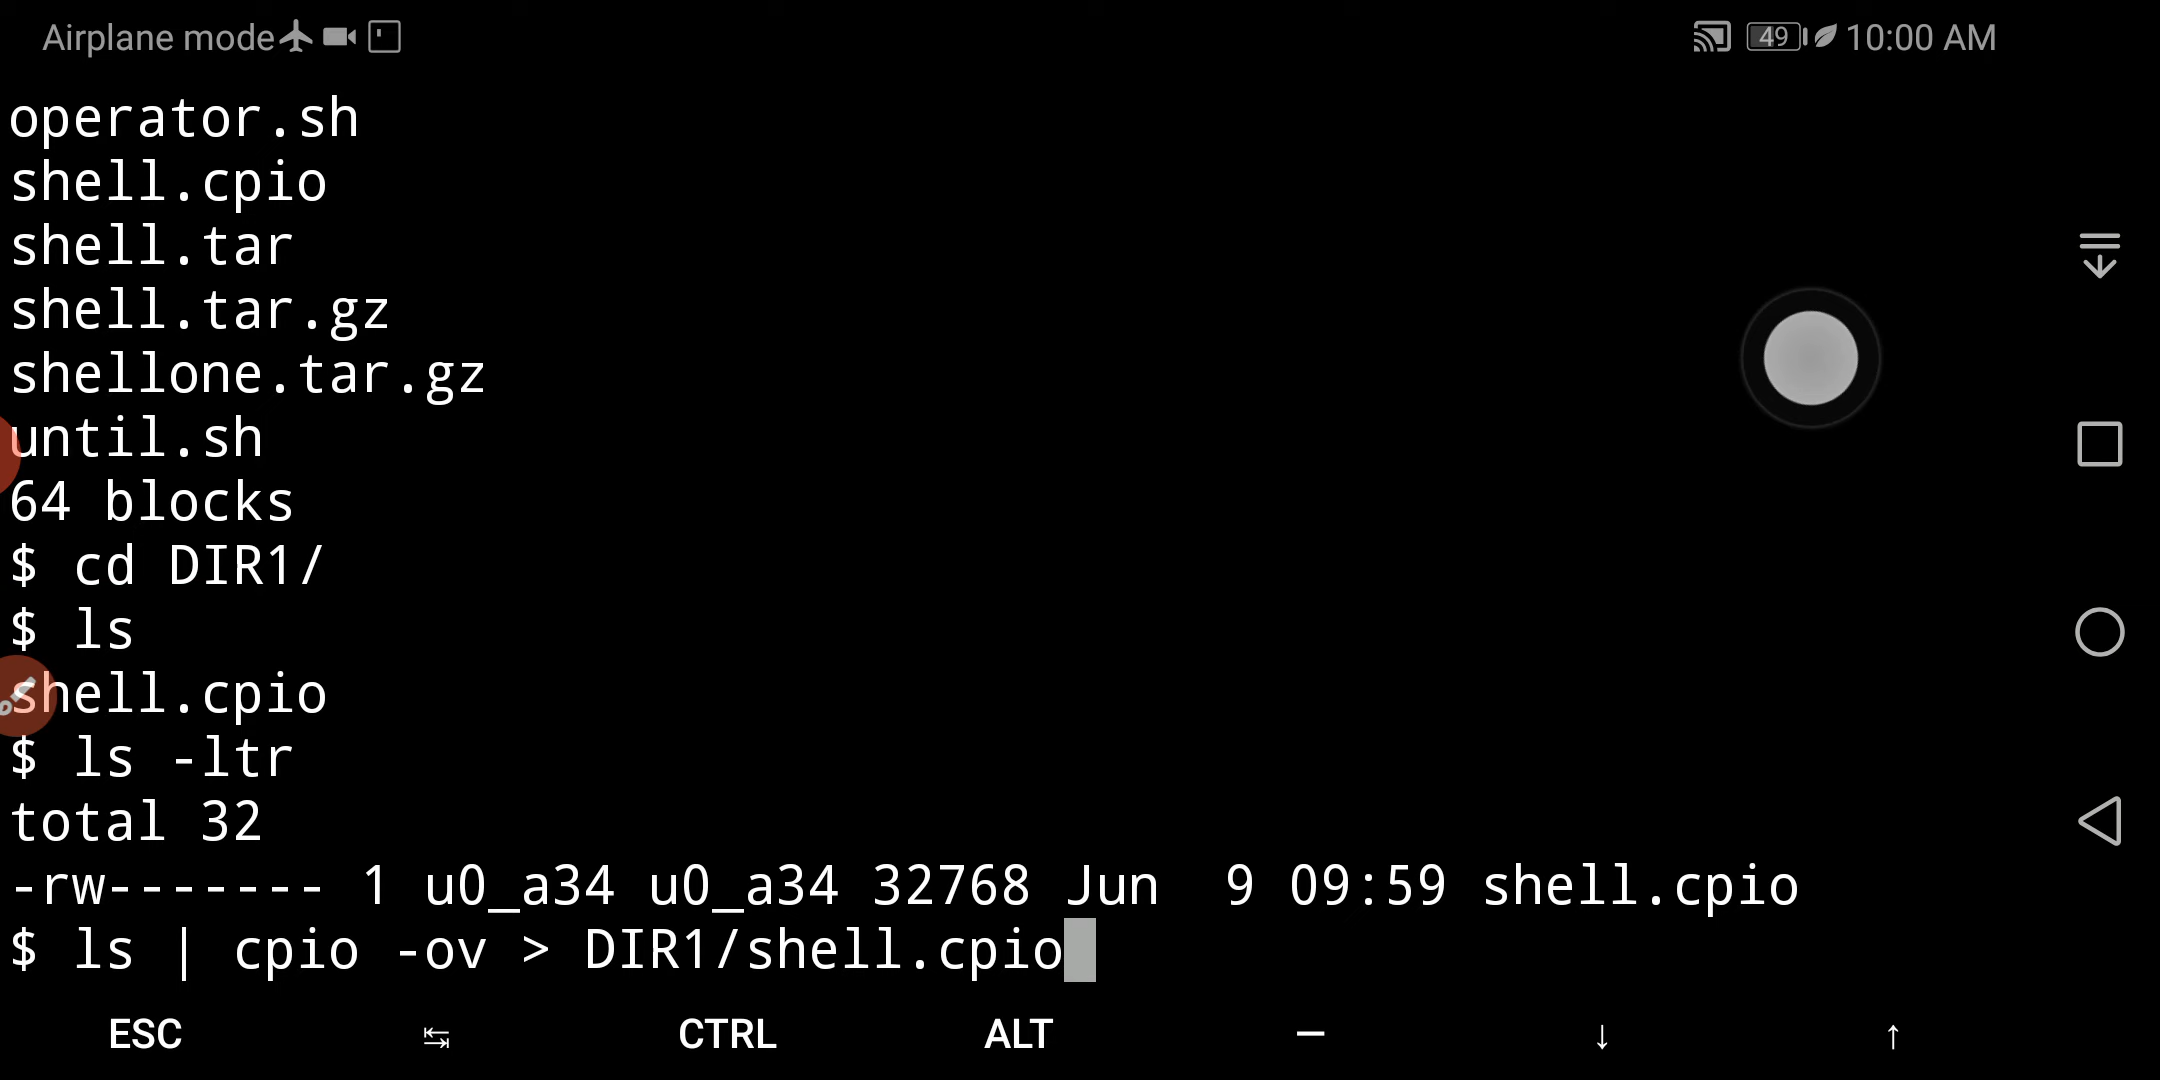 Airplane mode 49 10:00 AM
operator.sh
shell.cpio
shell.tar
shell.tar.gz
shellone.tar.gz
until.sh
64 blocks
$ cd DIR1/
$ ls
shell.cpio
$ ls -ltr
total 32
-rw------- 1 u0_a34 u0_a34 32768 Jun  9 09:59 shell.cpio
$ ls | cpio -ov > DIR1/shell.cpio
ESC ↹ CTRL ALT — ↓ ↑